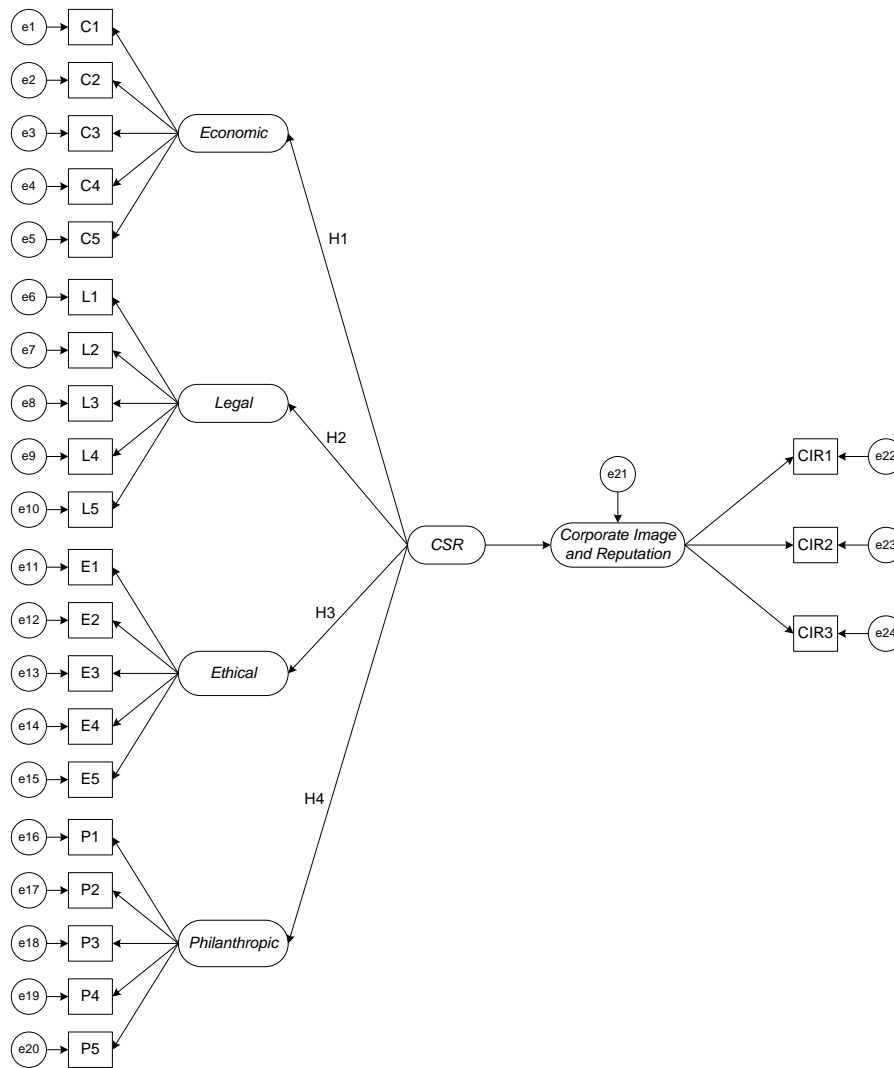 e1
C1
e2
C2
e3
C3
e4
C4
e5
C5
Economic
H1
e6
L1
e7
L2
e8
L3
e9
L4
e10
L5
Legal
H2
e11
E1
e12
E2
e13
E3
e14
E4
e15
E5
Ethical
H3
e16
P1
e17
P2
e18
P3
e19
P4
e20
P5
Philanthropic
H4
CSR
e21
Corporate Image
and Reputation
CIR1
e22
CIR2
e23
CIR3
e24